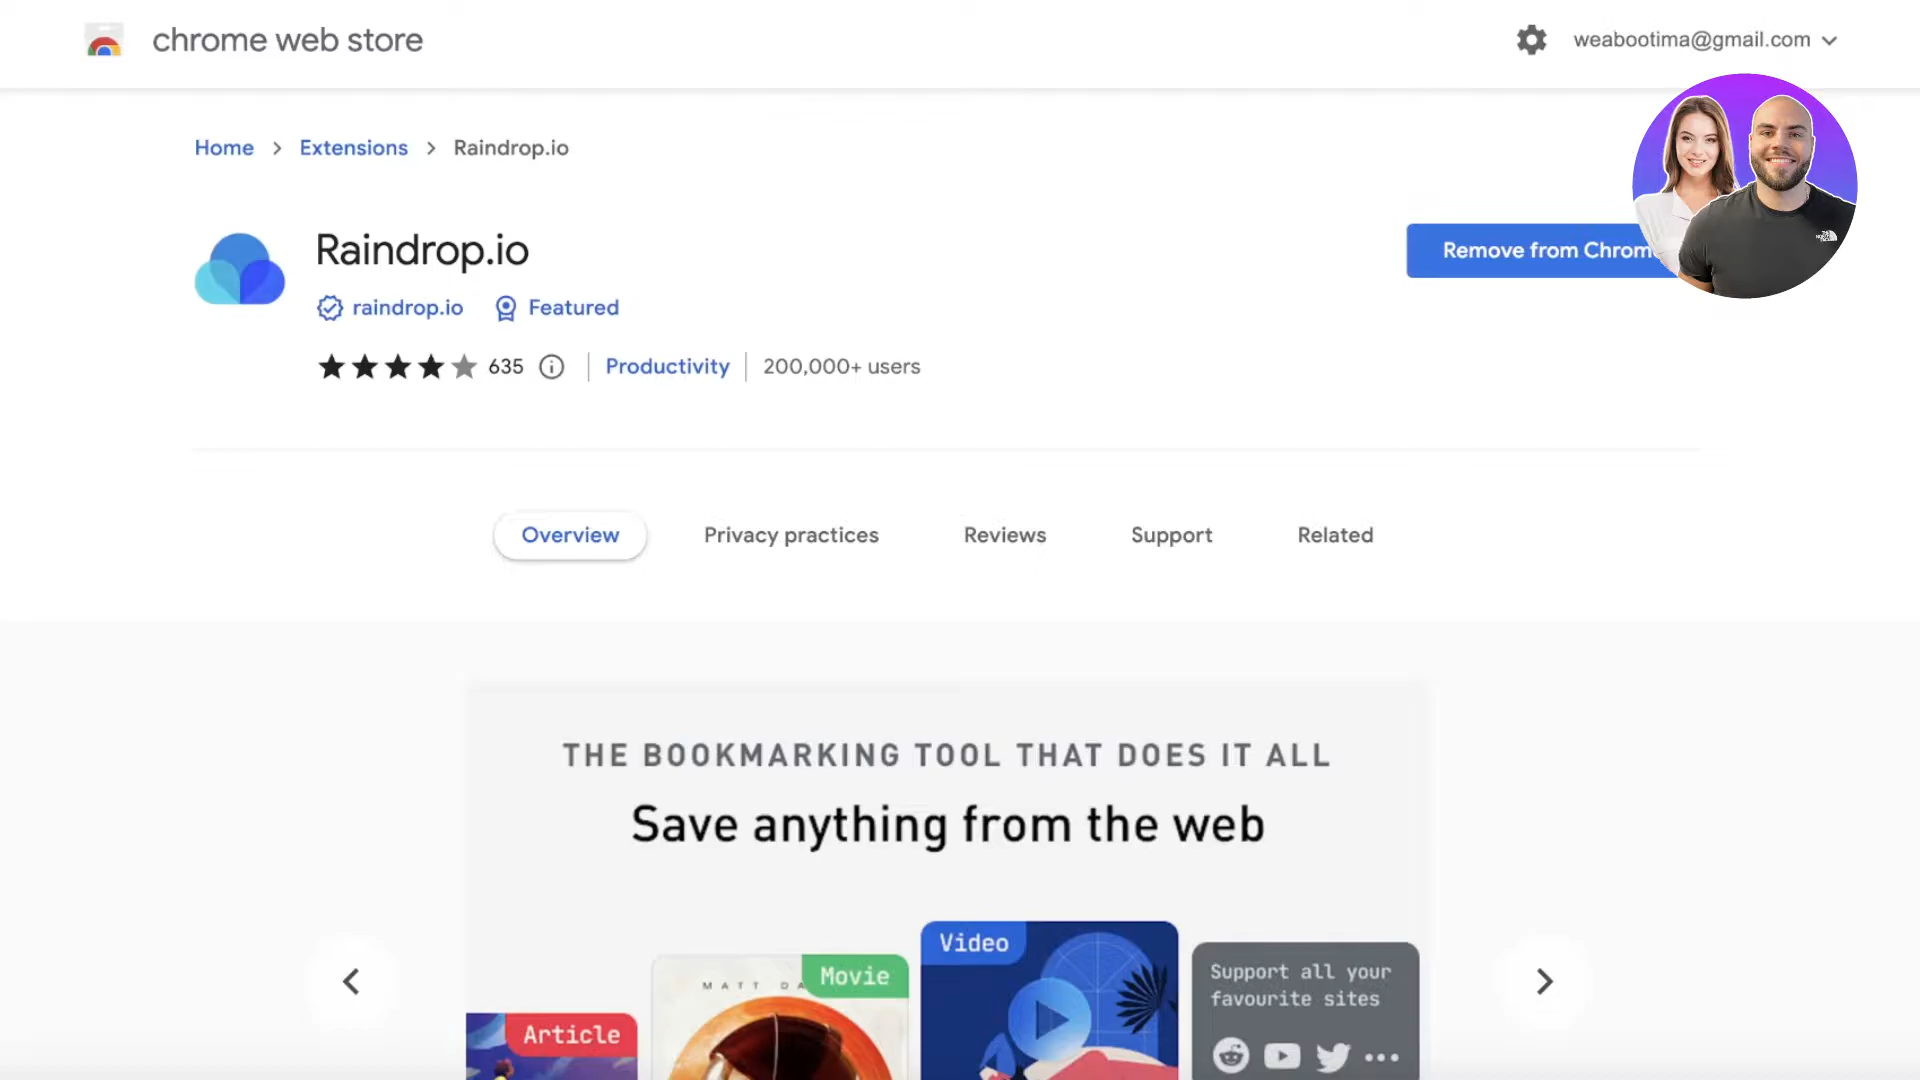 chrome web store
weabootima@gmail.com
Home > Extensions > Raindrop.io
Raindrop.io
Remove from Chrom
raindrop.io Featured
635 Productivity 200,000+ users
Overview Privacy practices Reviews Support Related
THE BOOKMARKING TOOL THAT DOES IT ALL
Save anything from the web
Video
Support all your
favourite sites
MATT DA
Movie
Article